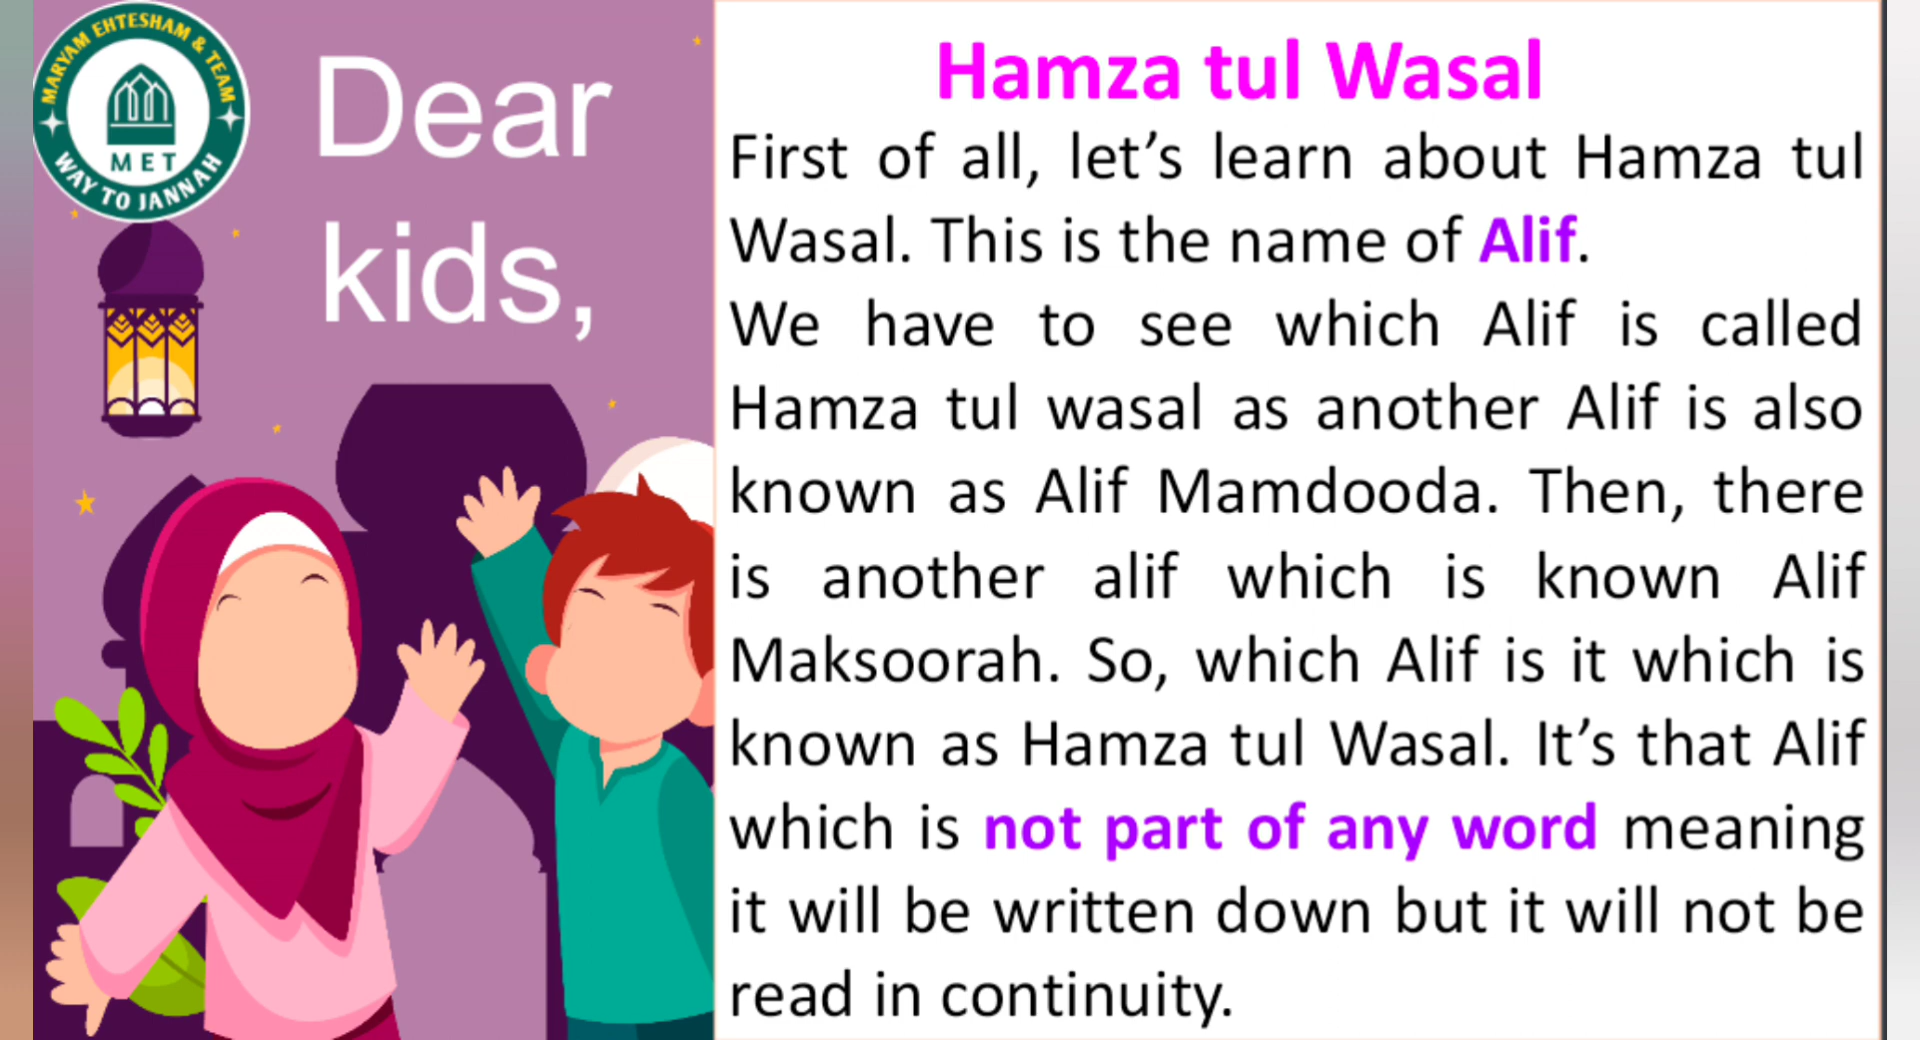 MARYAM EHTESHAM & TEAM
MET
WAY TO JANNAH
Dear
kids,
Hamza tul Wasal
First of all, let’s learn about Hamza tul
Wasal. This is the name of Alif.
We have to see which Alif is called
Hamza tul wasal as another Alif is also
known as Alif Mamdooda. Then, there
is another alif which is known Alif
Maksoorah. So, which Alif is it which is
known as Hamza tul Wasal. It’s that Alif
which is not part of any word meaning
it will be written down but it will not be
read in continuity.